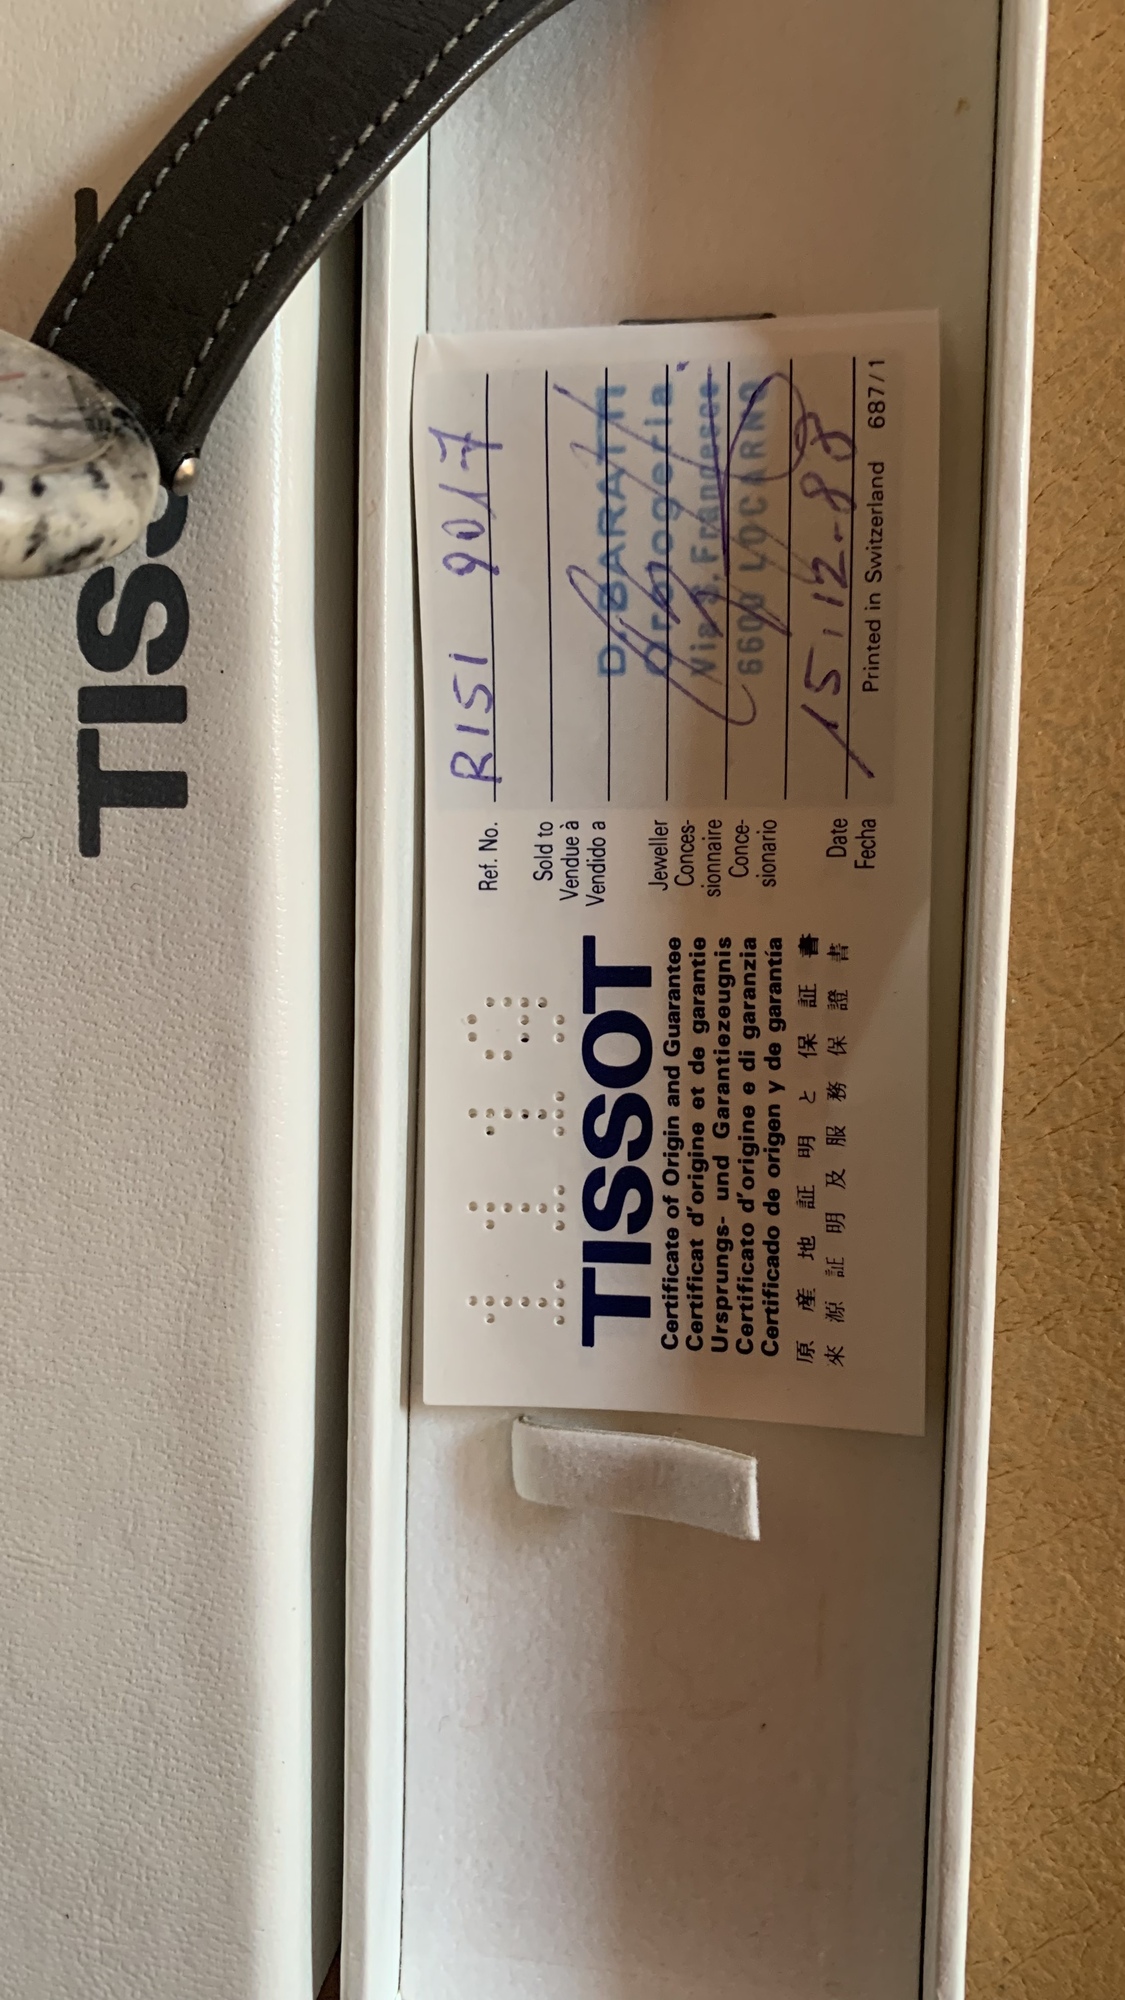 TISS
1119
TISSOT
Certificate of Origin and Guarantee
Certificat d'origine et de garantie
Ursprungs- und Garantiezeugnis
Certificato d'origine e di garanzia
Certificado de origen y de garantía
原産地証明と保証書
來源証明及服務保證書
Ref. No. R151 9017
Sold to
Vendue à
Vendido a
Jeweller
Conces-
sionnaire
Conce-
sionario
D. BARATTI
Orologeria
Via S. Francesco
6600 LOCARNO
Date 15.12.88
Fecha
Printed in Switzerland 687/1